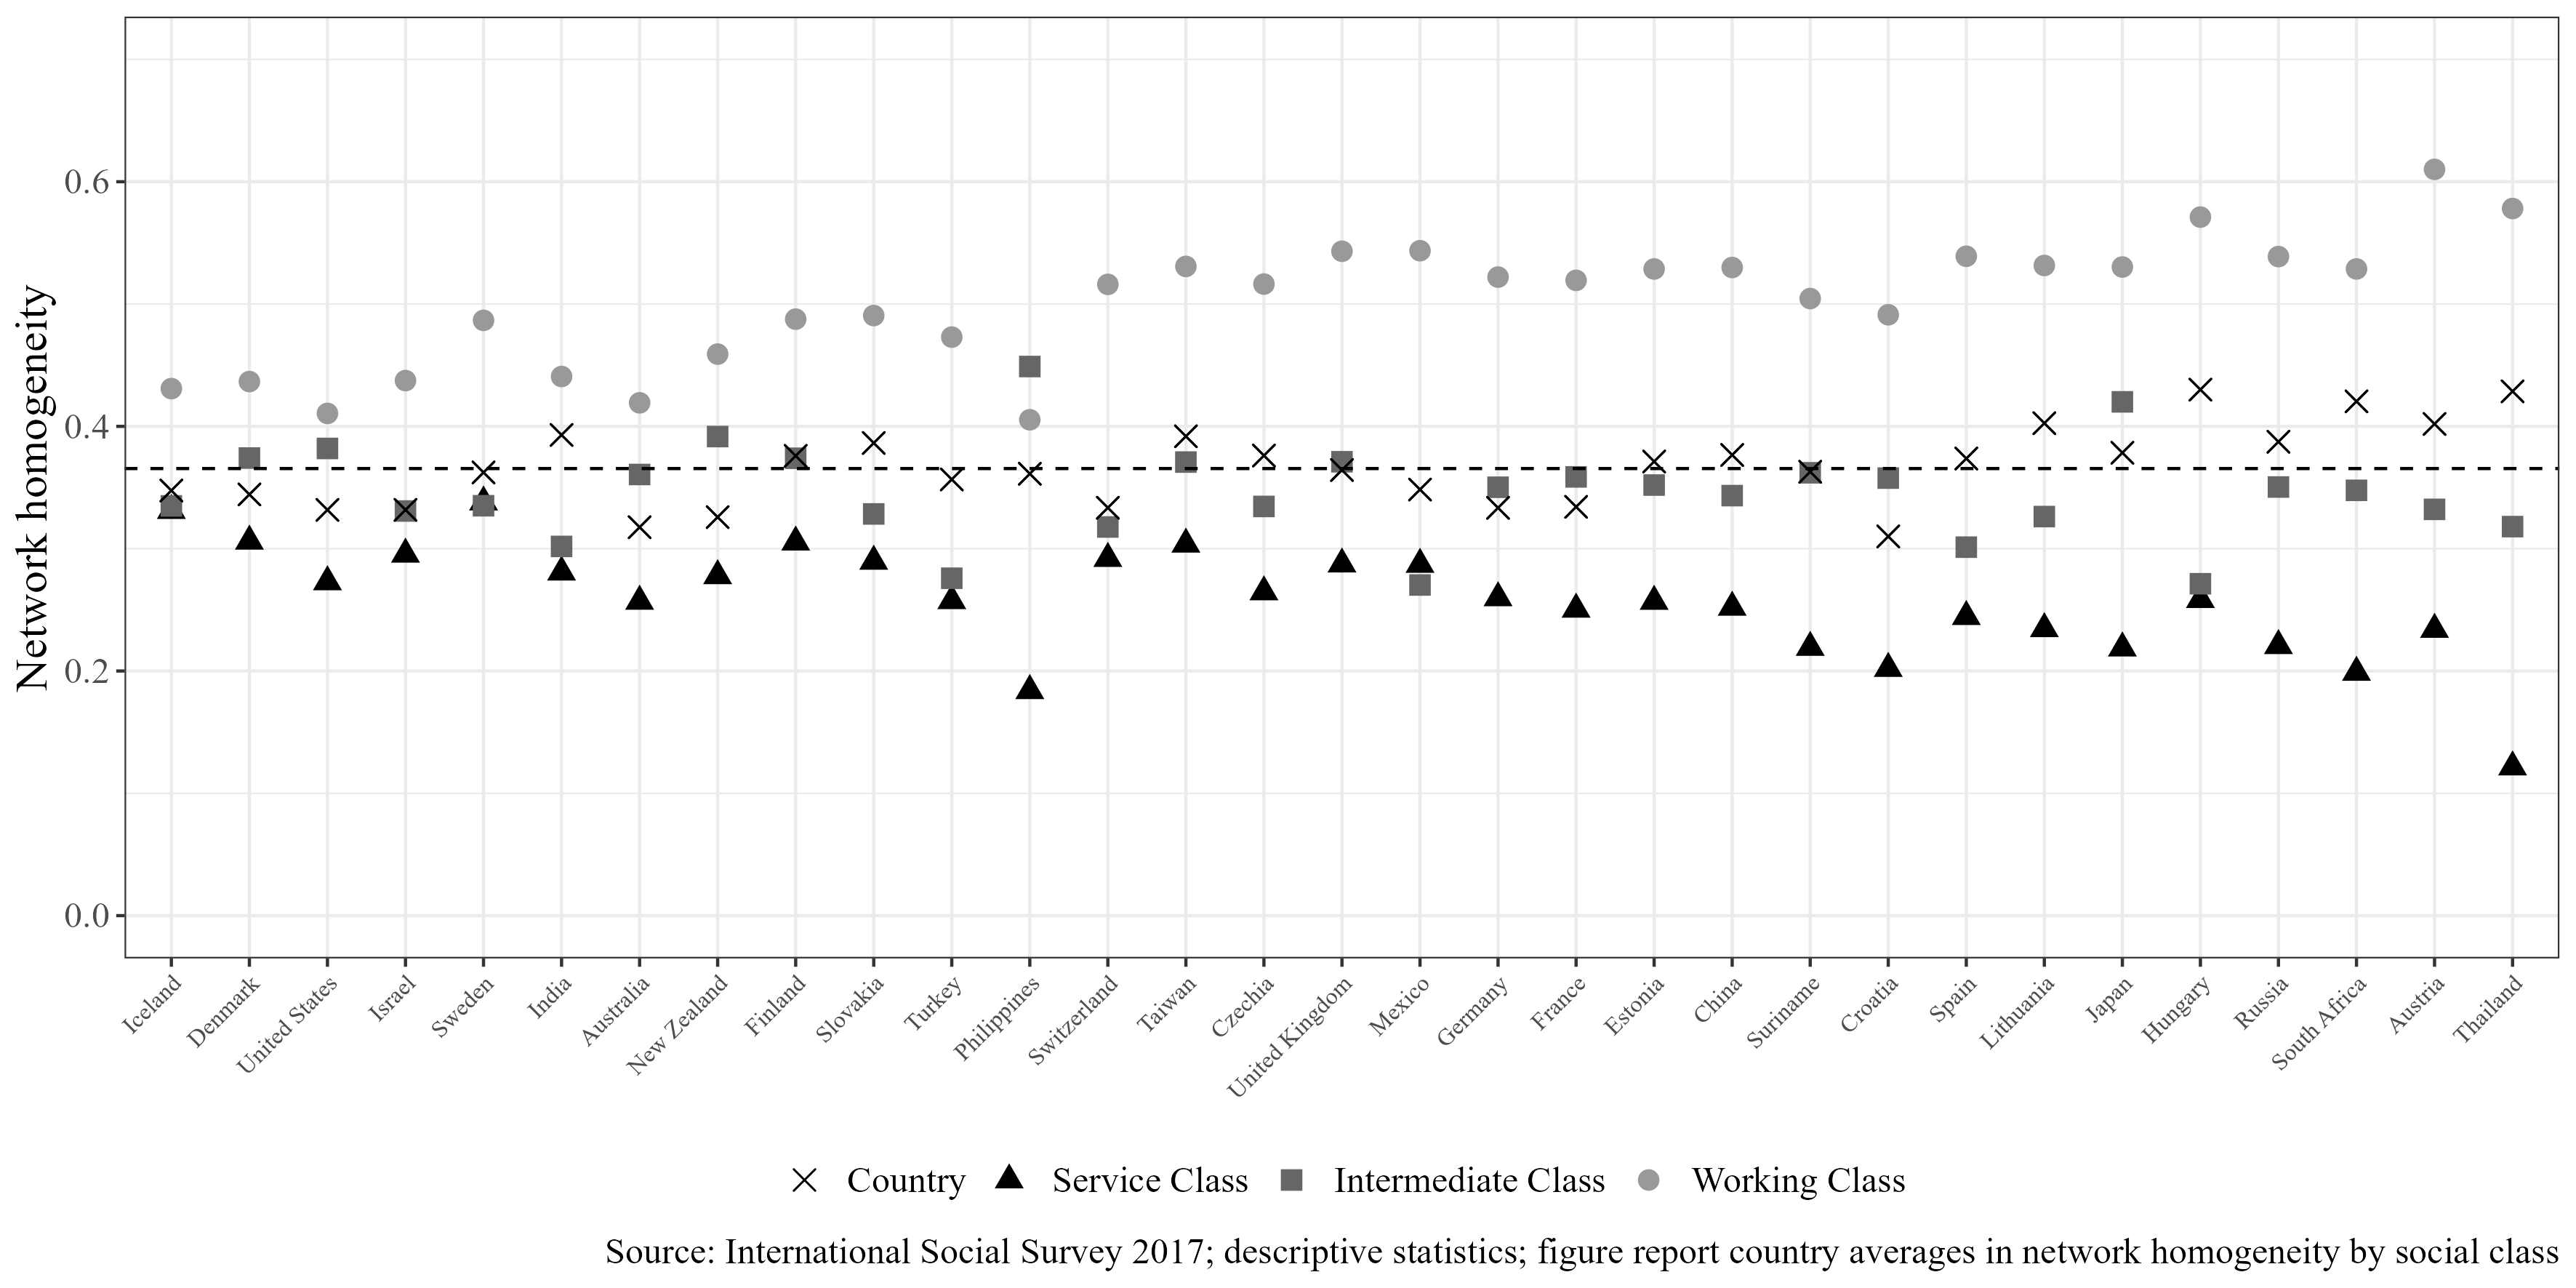 Network homogeneity
0.6
0.4
0.2
0.0
Iceland
Denmark
United States
Israel
Sweden
India
Australia
New Zealand
Finland
Slovakia
Turkey
Philippines
Switzerland
Taiwan
Czechia
United Kingdom
Mexico
Germany
France
Estonia
China
Suriname
Croatia
Spain
Lithuania
Japan
Hungary
Russia
South Africa
Austria
Thailand
Country Service Class Intermediate Class Working Class
Source: International Social Survey 2017; descriptive statistics; figure report country averages in network homogeneity by social class